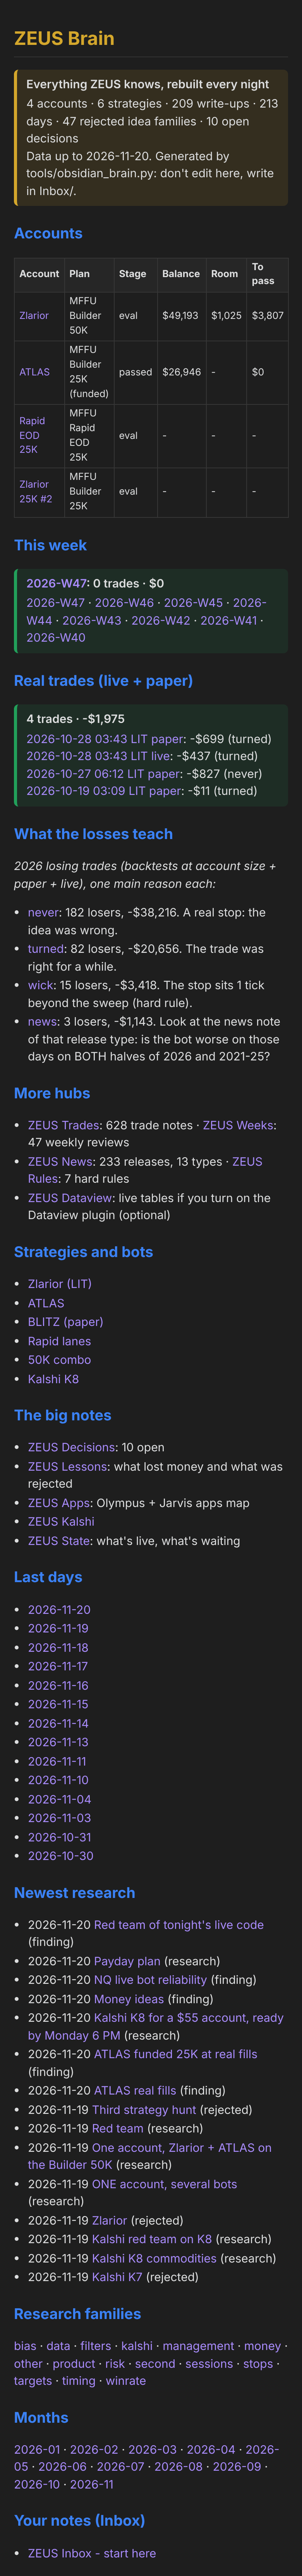 ZEUS Brain
Everything ZEUS knows, rebuilt every night
4 accounts · 6 strategies · 209 write-ups · 213
days · 47 rejected idea families · 10 open
decisions
Data up to 2026-11-20. Generated by
tools/obsidian_brain.py: don't edit here, write
in Inbox/.
Accounts
Account Plan Stage Balance Room To pass
Zlarior MFFU Builder 50K eval $49,193 $1,025 $3,807
ATLAS MFFU Builder 25K (funded) passed $26,946 - $0
Rapid EOD 25K MFFU Rapid EOD 25K eval - - -
Zlarior 25K #2 MFFU Builder 25K eval - - -
This week
2026-W47: 0 trades · $0
2026-W47 · 2026-W46 · 2026-W45 · 2026-
W44 · 2026-W43 · 2026-W42 · 2026-W41 ·
2026-W40
Real trades (live + paper)
4 trades · -$1,975
2026-10-28 03:43 LIT paper: -$699 (turned)
2026-10-28 03:43 LIT live: -$437 (turned)
2026-10-27 06:12 LIT paper: -$827 (never)
2026-10-19 03:09 LIT paper: -$11 (turned)
What the losses teach
2026 losing trades (backtests at account size +
paper + live), one main reason each:
• never: 182 losers, -$38,216. A real stop: the
idea was wrong.
• turned: 82 losers, -$20,656. The trade was
right for a while.
• wick: 15 losers, -$3,418. The stop sits 1 tick
beyond the sweep (hard rule).
• news: 3 losers, -$1,143. Look at the news note
of that release type: is the bot worse on those
days on BOTH halves of 2026 and 2021-25?
More hubs
• ZEUS Trades: 628 trade notes · ZEUS Weeks:
47 weekly reviews
• ZEUS News: 233 releases, 13 types · ZEUS
Rules: 7 hard rules
• ZEUS Dataview: live tables if you turn on the
Dataview plugin (optional)
Strategies and bots
• Zlarior (LIT)
• ATLAS
• BLITZ (paper)
• Rapid lanes
• 50K combo
• Kalshi K8
The big notes
• ZEUS Decisions: 10 open
• ZEUS Lessons: what lost money and what was
rejected
• ZEUS Apps: Olympus + Jarvis apps map
• ZEUS Kalshi
• ZEUS State: what's live, what's waiting
Last days
• 2026-11-20
• 2026-11-19
• 2026-11-18
• 2026-11-17
• 2026-11-16
• 2026-11-15
• 2026-11-14
• 2026-11-13
• 2026-11-12
• 2026-11-11
• 2026-11-10
• 2026-11-04
• 2026-11-03
• 2026-10-31
• 2026-10-30
Newest research
• 2026-11-20 Red team of tonight's live code
(finding)
• 2026-11-20 Payday plan (research)
• 2026-11-20 NQ live bot reliability (finding)
• 2026-11-20 Money ideas (finding)
• 2026-11-20 Kalshi K8 for a $55 account, ready
by Monday 6 PM (research)
• 2026-11-20 ATLAS funded 25K at real fills
(finding)
• 2026-11-20 ATLAS real fills (finding)
• 2026-11-19 Third strategy hunt (rejected)
• 2026-11-19 Red team (research)
• 2026-11-19 One account, Zlarior + ATLAS on
the Builder 50K (research)
• 2026-11-19 ONE account, several bots
(research)
• 2026-11-19 Zlarior (rejected)
• 2026-11-19 Kalshi red team on K8 (research)
• 2026-11-19 Kalshi K8 commodities (research)
• 2026-11-19 Kalshi K7 (rejected)
Research families
bias · data · filters · kalshi · management · money ·
other · product · risk · second · sessions · stops ·
targets · timing · winrate
Months
2026-01 · 2026-02 · 2026-03 · 2026-04 · 2026-
05 · 2026-06 · 2026-07 · 2026-08 · 2026-09 ·
2026-10 · 2026-11
Your notes (Inbox)
• ZEUS Inbox - start here